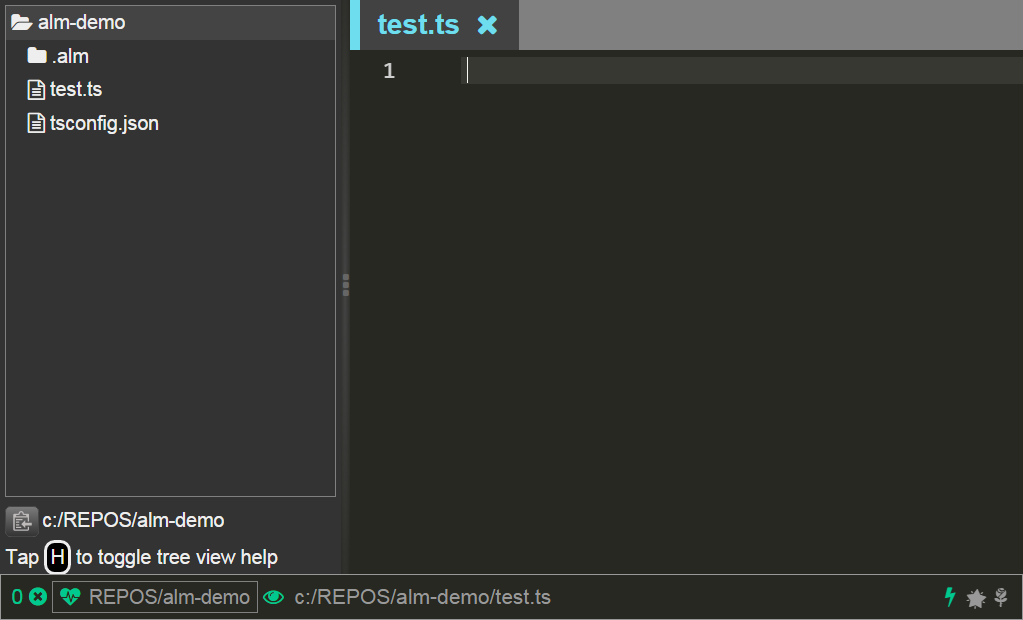 alm-demo
.alm
test.ts
tsconfig.json
c:/REPOS/alm-demo
Tap H to toggle tree view help
test.ts
1
0 REPOS/alm-demo c:/REPOS/alm-demo/test.ts